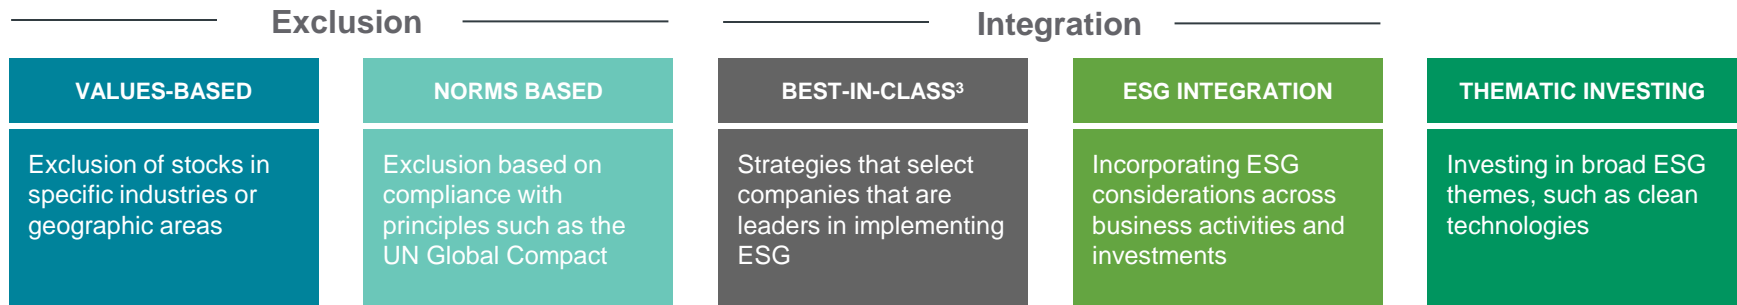 Exclusion
Integration
VALUES-BASED
Exclusion of stocks in
specific industries or
geographic areas
NORMS BASED
Exclusion based on
compliance with
principles such as the
UN Global Compact
BEST-IN-CLASS³
Strategies that select
companies that are
leaders in implementing
ESG
ESG INTEGRATION
Incorporating ESG
considerations across
business activities and
investments
THEMATIC INVESTING
Investing in broad ESG
themes, such as clean
technologies